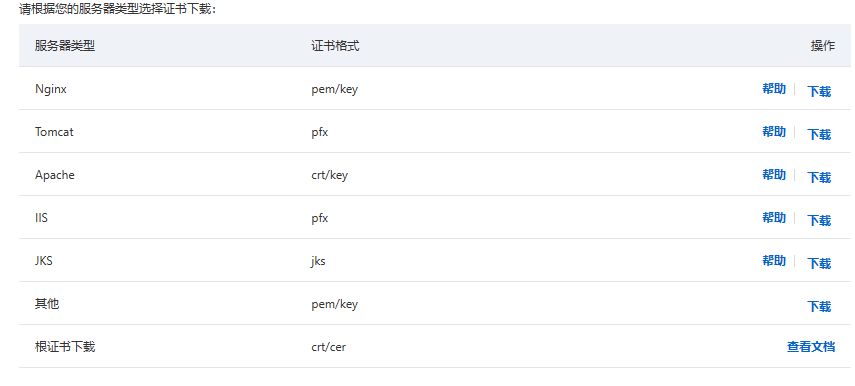 请根据您的服务器类型选择证书下载：
服务器类型 证书格式 操作
Nginx pem/key 帮助 下载
Tomcat pfx 帮助 下载
Apache crt/key 帮助 下载
IIS pfx 帮助 下载
JKS jks 帮助 下载
其他 pem/key 下载
根证书下载 crt/cer 查看文档